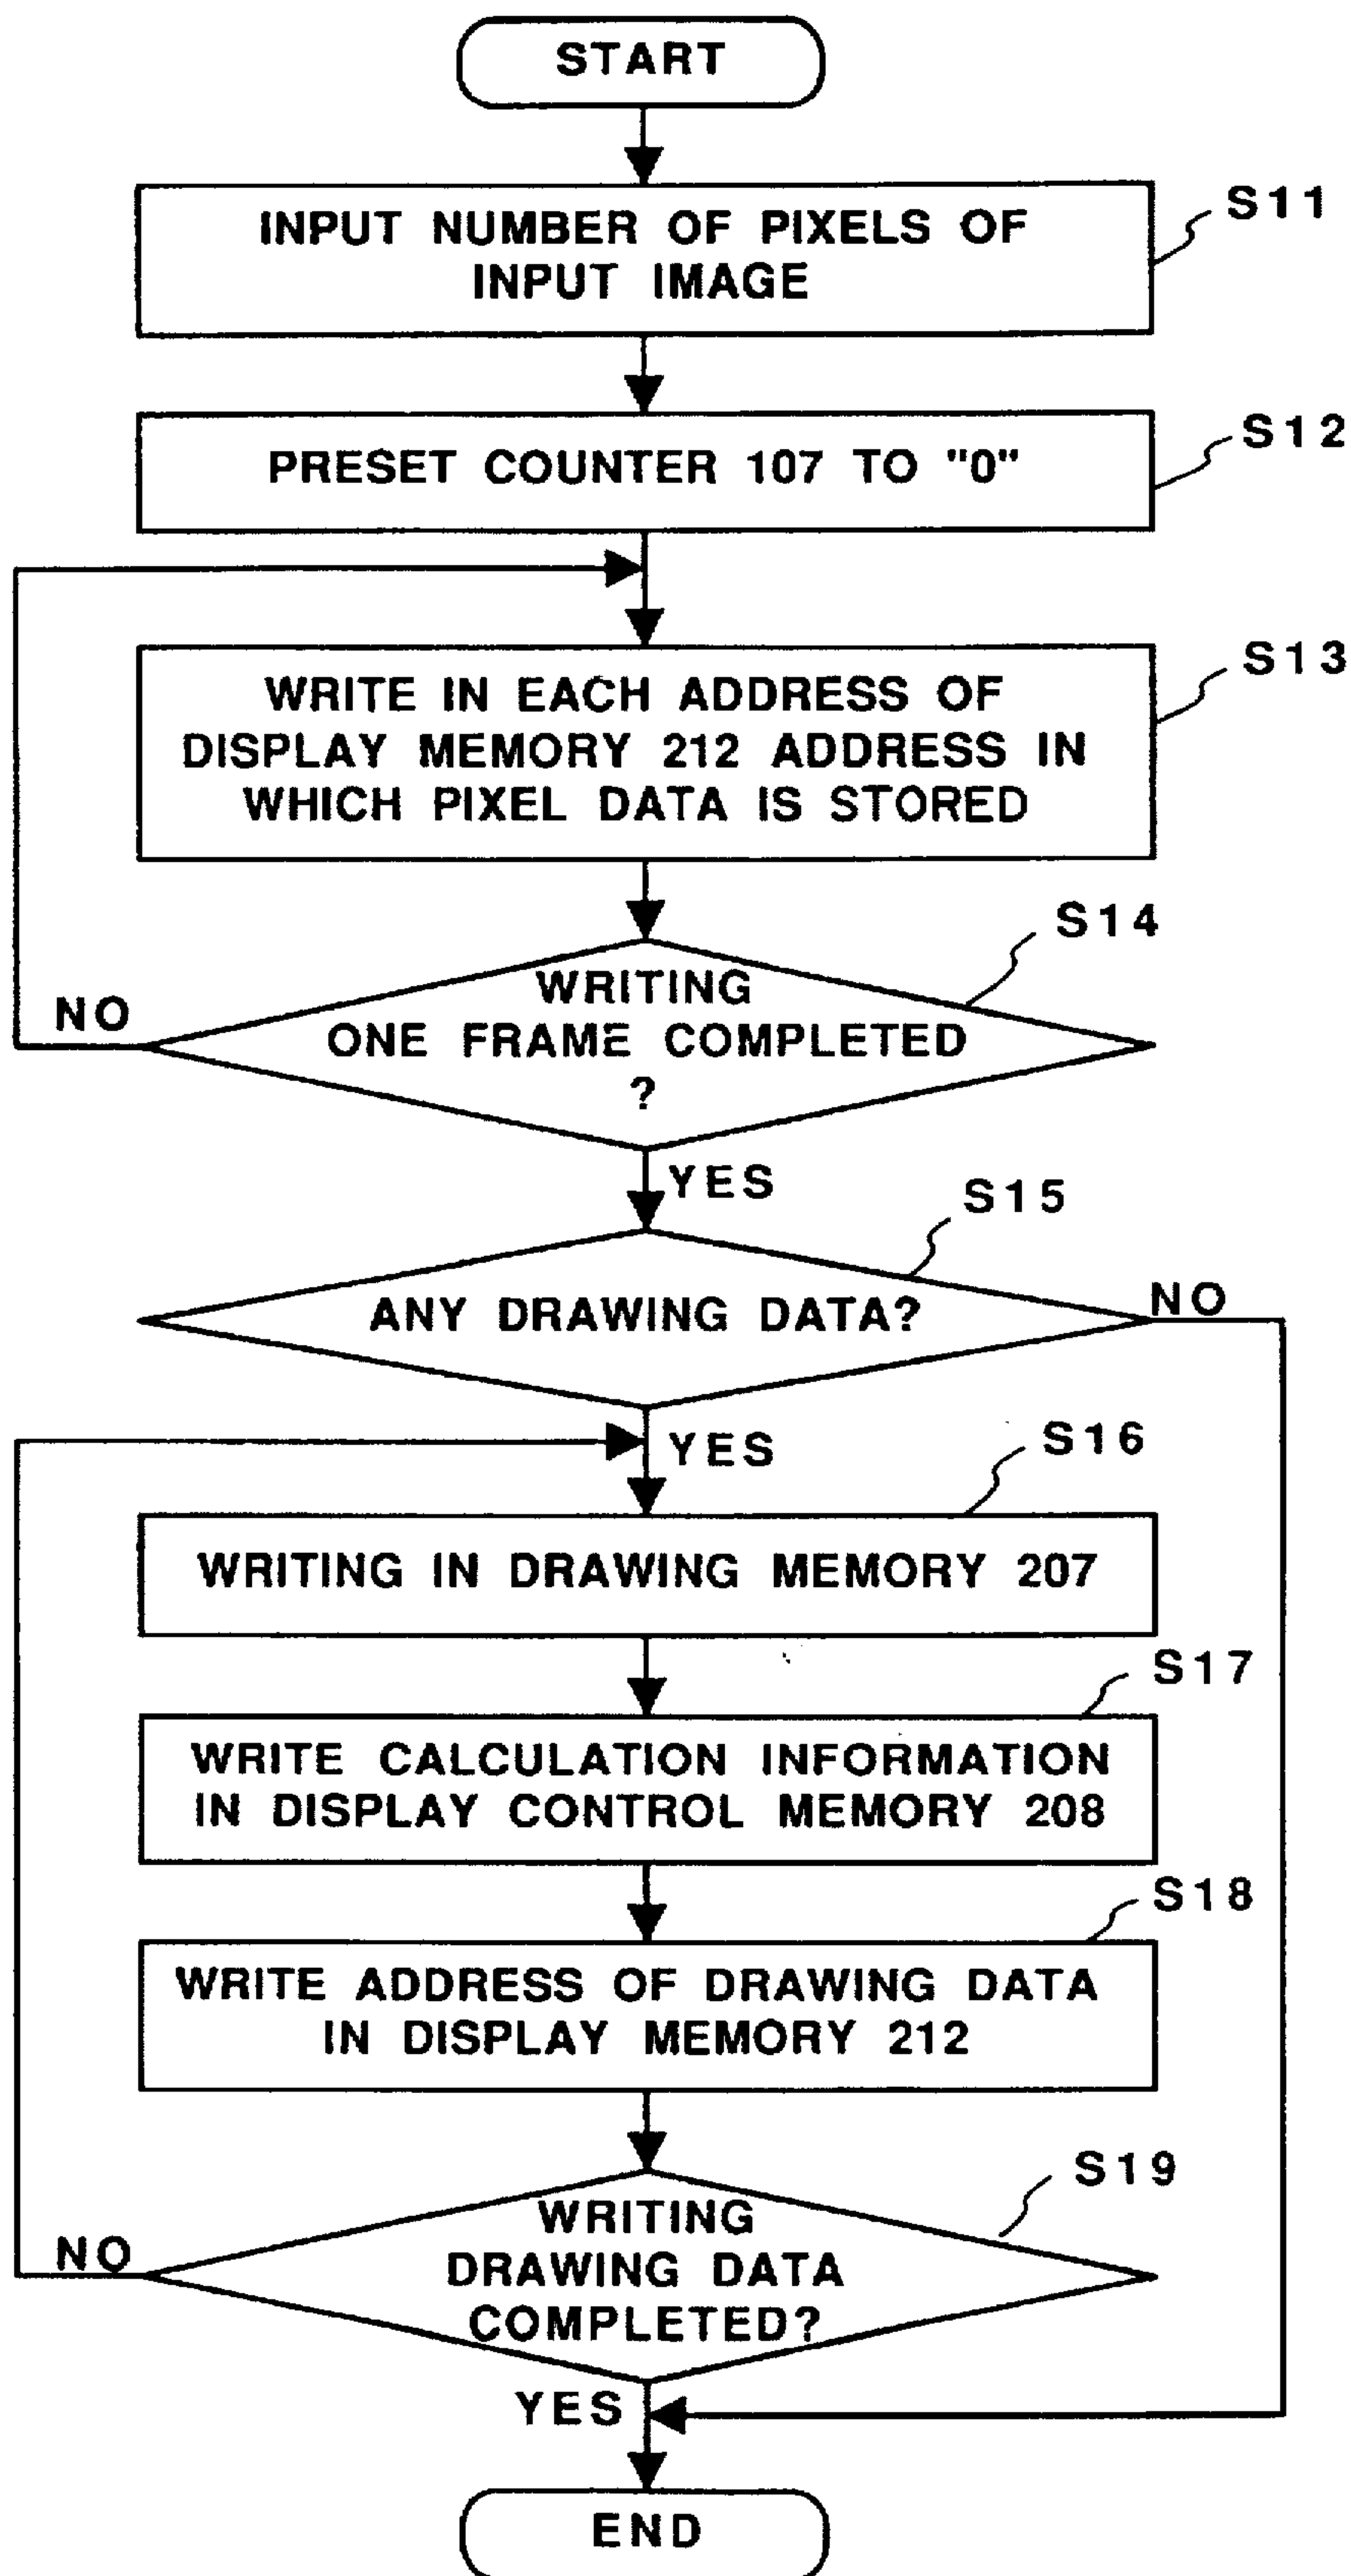 START
INPUT NUMBER OF PIXELS OF
INPUT IMAGE
S11
PRESET COUNTER 107 TO "0"
S12
WRITE IN EACH ADDRESS OF
DISPLAY MEMORY 212 ADDRESS IN
WHICH PIXEL DATA IS STORED
S13
WRITING
ONE FRAME COMPLETED
?
S14
NO
YES
ANY DRAWING DATA?
S15
NO
YES
WRITING IN DRAWING MEMORY 207
S16
WRITE CALCULATION INFORMATION
IN DISPLAY CONTROL MEMORY 208
S17
WRITE ADDRESS OF DRAWING DATA
IN DISPLAY MEMORY 212
S18
WRITING
DRAWING DATA
COMPLETED?
S19
NO
YES
END